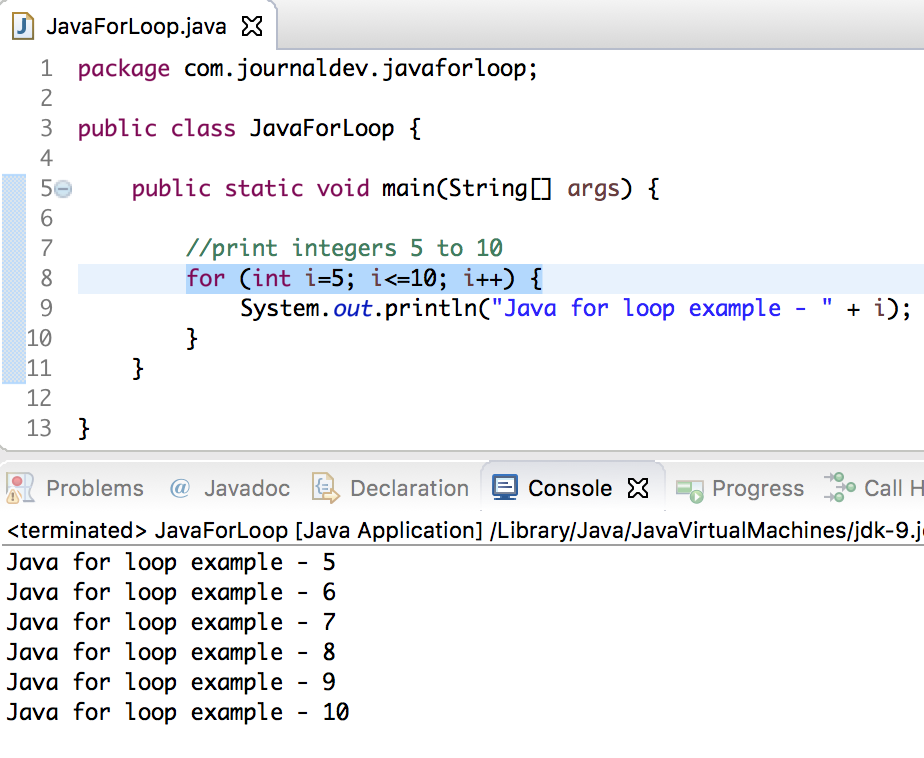 JavaForLoop.java
1 package com.journaldev.javaforloop;
2
3 public class JavaForLoop {
4
5 public static void main(String[] args) {
6
7 //print integers 5 to 10
8 for (int i=5; i<=10; i++) {
9 System.out.println("Java for loop example - " + i);
10 }
11 }
12
13 }
Problems @ Javadoc Declaration Console Progress Call H
<terminated> JavaForLoop [Java Application] /Library/Java/JavaVirtualMachines/jdk-9.j
Java for loop example - 5
Java for loop example - 6
Java for loop example - 7
Java for loop example - 8
Java for loop example - 9
Java for loop example - 10